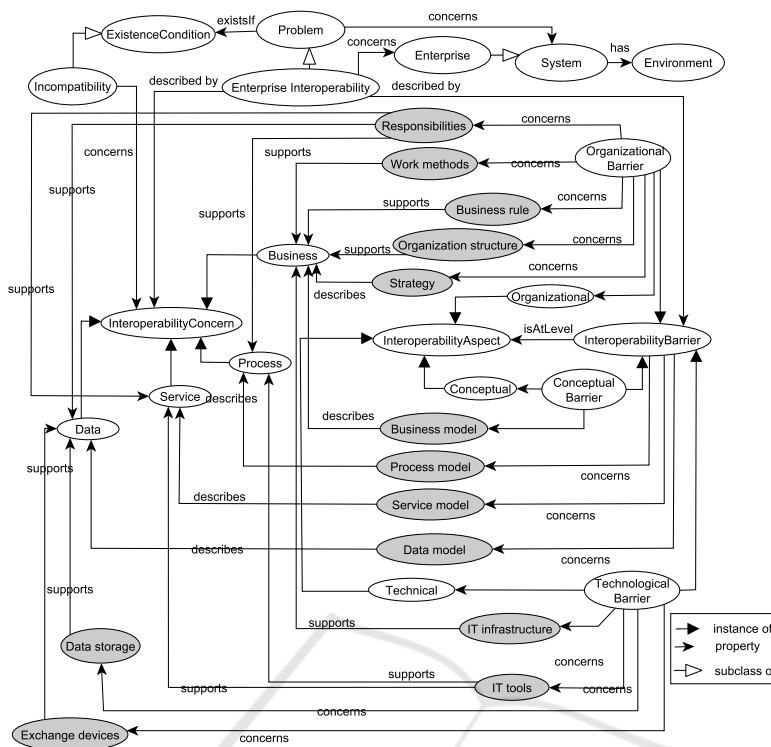 concerns
Problem
existsIf
ExistenceCondition
concerns
Enterprise
System
has
Environment
Incompatibility
described by
Enterprise Interoperability
described by
Responsibilities
concerns
concerns
supports
Work methods
concerns
Organizational
Barrier
supports
supports
supports
Business rule
concerns
Organization structure
concerns
Business
supports
supports
describes
Strategy
concerns
Organizational
InteroperabilityConcern
isAtLevel
InteroperabilityAspect
InteroperabilityBarrier
Process
Service
describes
Conceptual
Conceptual
Barrier
Data
describes
Business model
supports
Process model
concerns
describes
Service model
concerns
describes
Data model
concerns
supports
Technical
Technological
Barrier
supports
IT infrastructure
instance of
property
subclass o
Data storage
concerns
supports
supports
IT tools
concerns
concerns
Exchange devices
concerns